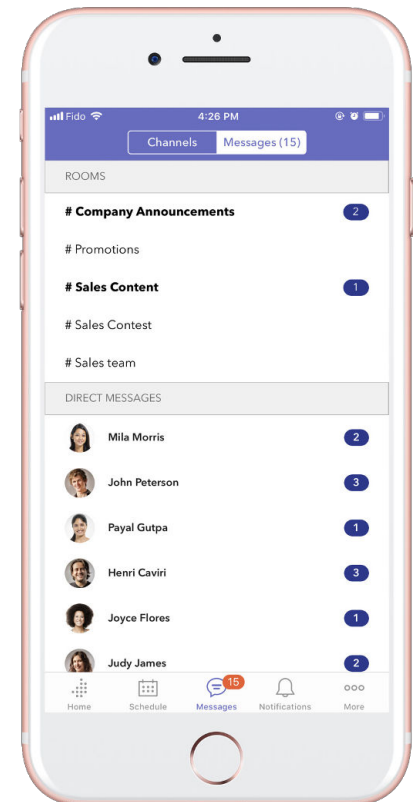 Fido 4:26 PM
Channels Messages (15)
ROOMS
# Company Announcements 2
# Promotions
# Sales Content 1
# Sales Contest
# Sales team
DIRECT MESSAGES
Mila Morris 2
John Peterson 3
Payal Gutpa 1
Henri Caviri 3
Joyce Flores 1
Judy James 2
15
Home Schedule Messages Notifications More